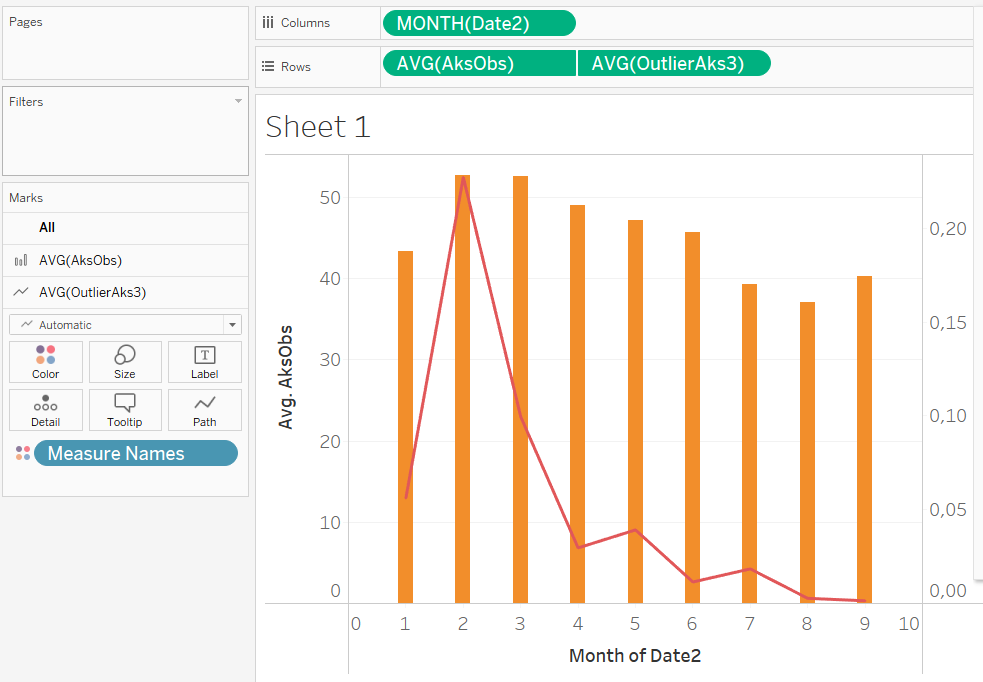 Pages
Filters
Marks
All
AVG(AksObs)
AVG(OutlierAks3)
Automatic
Color
Size
Label
Detail
Tooltip
Path
Measure Names
Columns
MONTH(Date2)
Rows
AVG(AksObs)
AVG(OutlierAks3)
Sheet 1
Avg. AksObs
50
40
30
20
10
0
0,20
0,15
0,10
0,05
0,00
0 1 2 3 4 5 6 7 8 9 10
Month of Date2